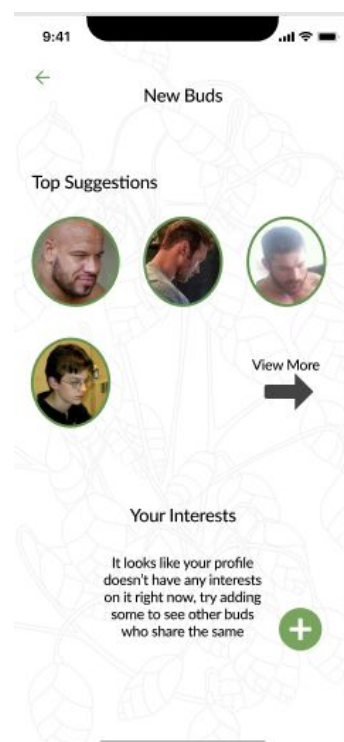 9:41
New Buds
Top Suggestions
View More
Your Interests
It looks like your profile
doesn't have any interests
on it right now, try adding
some to see other buds
who share the same